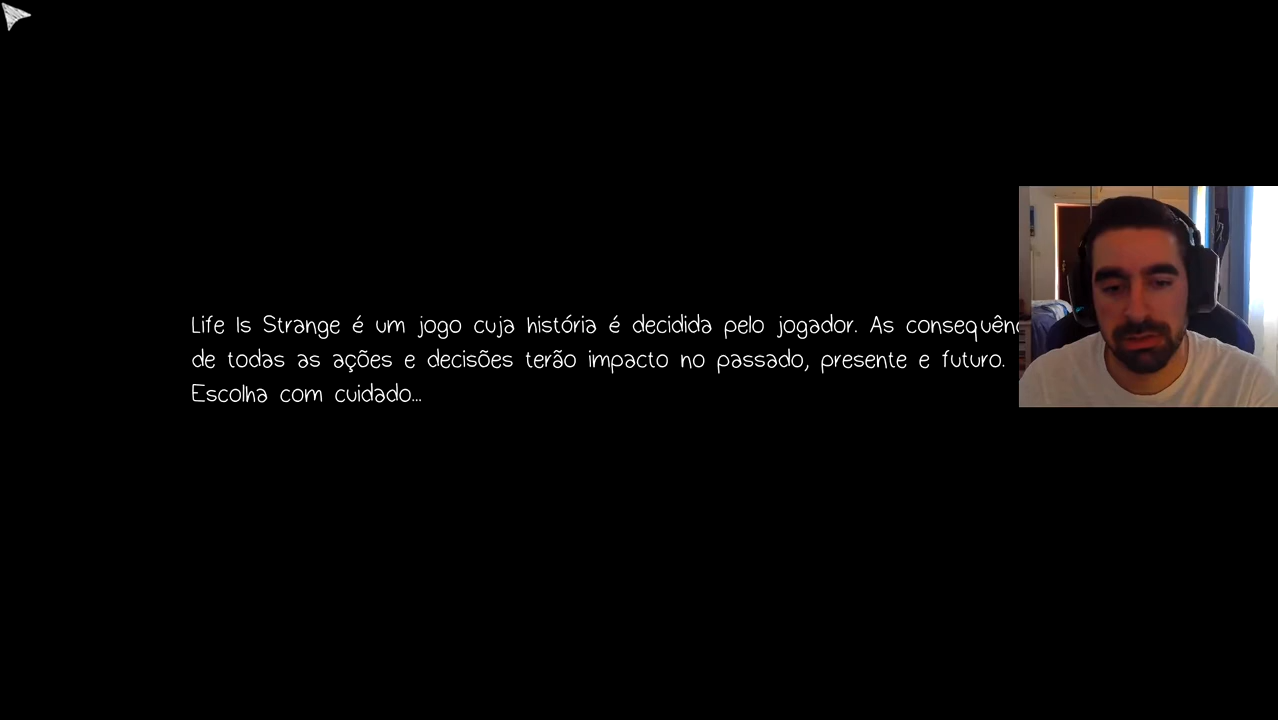 Life Is Strange é um jogo cuja história é decidida pelo jogador. As
de todas as ações e decisões terão impacto no passado, presente e futuro.
Escolha com cuidado...